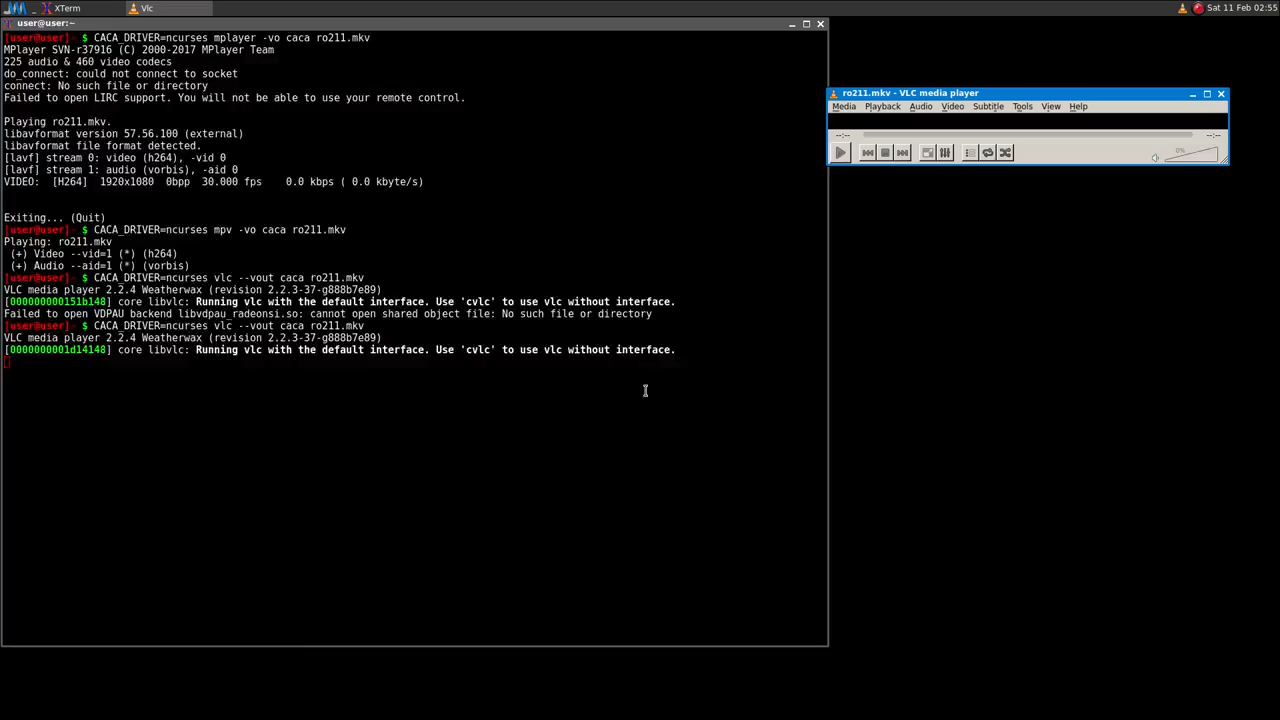 XTerm
Vlc
Sat 11 Feb 02:55
user@user:~
[user@user]~ $ CACA_DRIVER=ncurses mplayer -vo caca ro211.mkv
MPlayer SVN-r37916 (C) 2000-2017 MPlayer Team
225 audio & 460 video codecs
do_connect: could not connect to socket
connect: No such file or directory
Failed to open LIRC support. You will not be able to use your remote control.
Playing ro211.mkv.
libavformat version 57.56.100 (external)
libavformat file format detected.
[lavf] stream 0: video (h264), -vid 0
[lavf] stream 1: audio (vorbis), -aid 0
VIDEO:  [H264]  1920x1080  0bpp  30.000 fps    0.0 kbps ( 0.0 kbyte/s)
Exiting... (Quit)
[user@user]~ $ CACA_DRIVER=ncurses mpv -vo caca ro211.mkv
Playing: ro211.mkv
(+) Video --vid=1 (*) (h264)
(+) Audio --aid=1 (*) (vorbis)
[user@user]~ $ CACA_DRIVER=ncurses vlc --vout caca ro211.mkv
VLC media player 2.2.4 Weatherwax (revision 2.2.3-37-g888b7e89)
[000000000151b148] core libvlc: Running vlc with the default interface. Use 'cvlc' to use vlc without interface.
Failed to open VDPAU backend libvdpau_radeonsi.so: cannot open shared object file: No such file or directory
[user@user]~ $ CACA_DRIVER=ncurses vlc --vout caca ro211.mkv
VLC media player 2.2.4 Weatherwax (revision 2.2.3-37-g888b7e89)
[0000000001d14148] core libvlc: Running vlc with the default interface. Use 'cvlc' to use vlc without interface.
ro211.mkv - VLC media player
Media Playback Audio Video Subtitle Tools View Help
--:-- --:--
0%